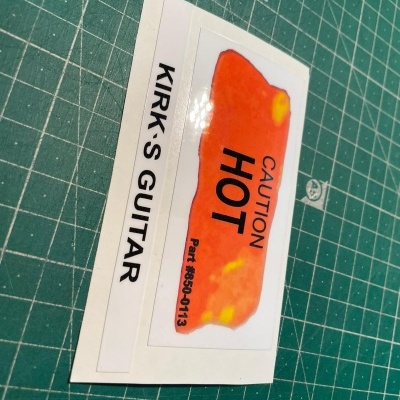 CAUTION
HOT
Part #850-0113
KIRK·S GUITAR